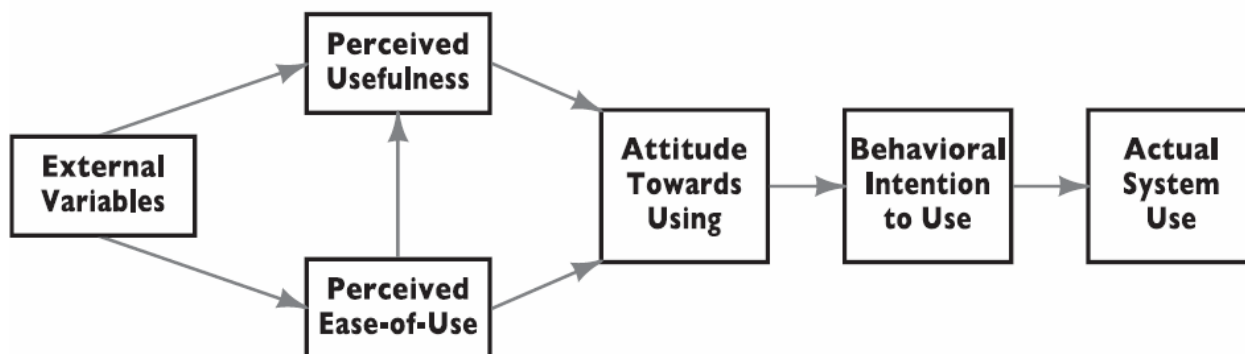 Perceived
Usefulness
External
Variables
Perceived
Ease-of-Use
Attitude
Towards
Using
Behavioral
Intention
to Use
Actual
System
Use